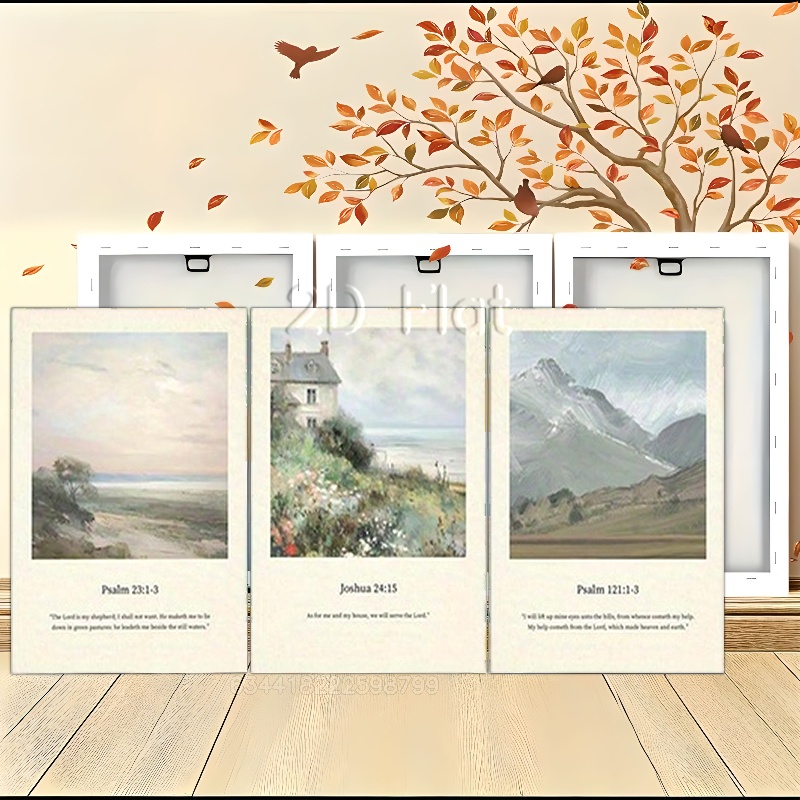 2D Flat
Psalm 23:1-3
"The Lord is my shepherd; I shall not want. He maketh me to lie
down in green pastures: he leadeth me beside the still waters."
Joshua 24:15
As for me and my house, we will serve the Lord."
Psalm 121:1-3
"I will lift up mine eyes unto the hills, from whence cometh my help.
My help cometh from the Lord, which made heaven and earth."